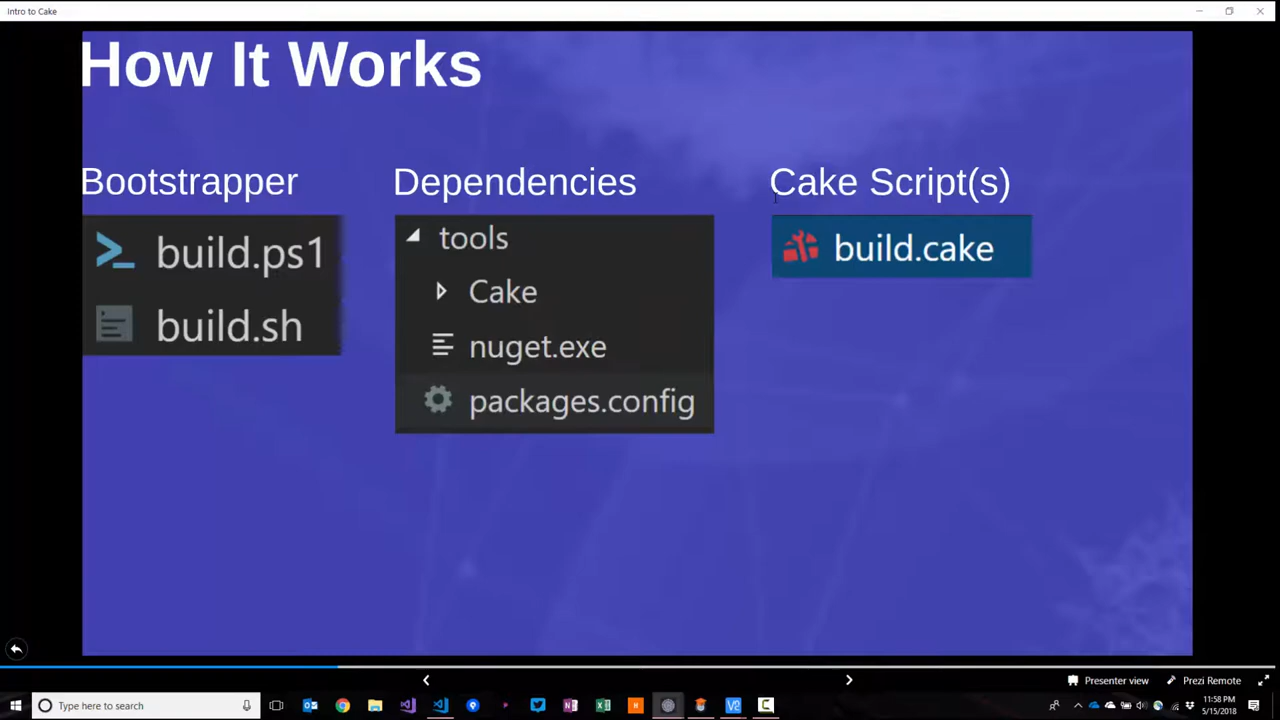 Intro to Cake
How It Works
Bootstrapper
build.ps1
build.sh
Dependencies
tools
Cake
nuget.exe
packages.config
Cake Script(s)
build.cake
Presenter view
Prezi Remote
Type here to search
11:58 PM
5/15/2018